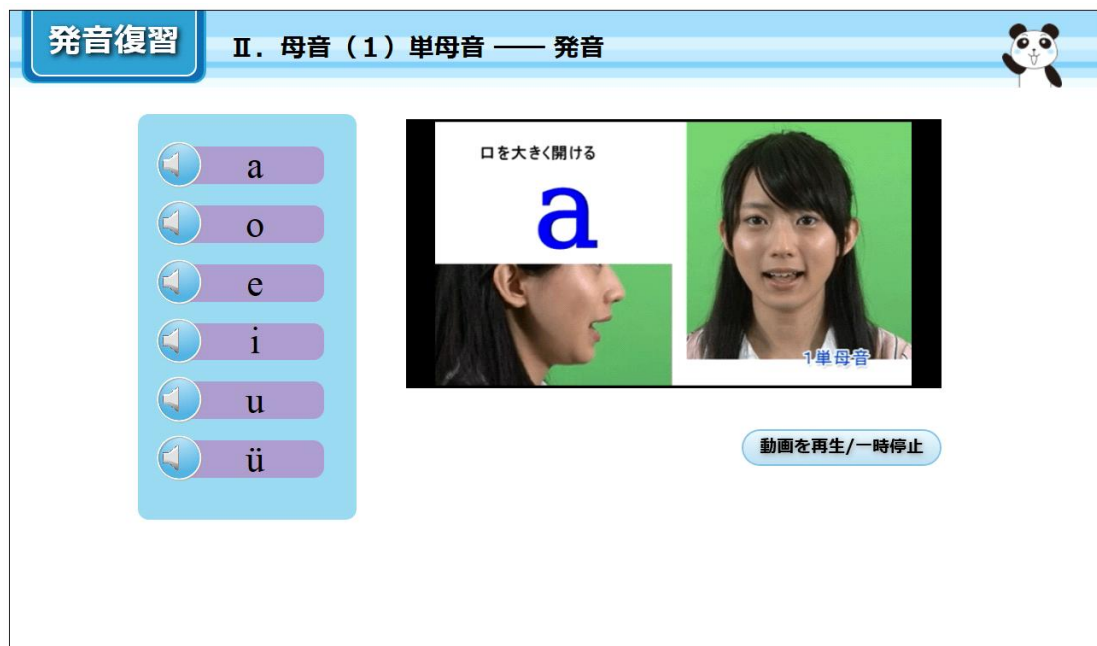 発音復習
Ⅱ. 母音（1）単母音 ―― 発音
a
o
e
i
u
ü
口を大きく開ける
a
1単母音
動画を再生/一時停止